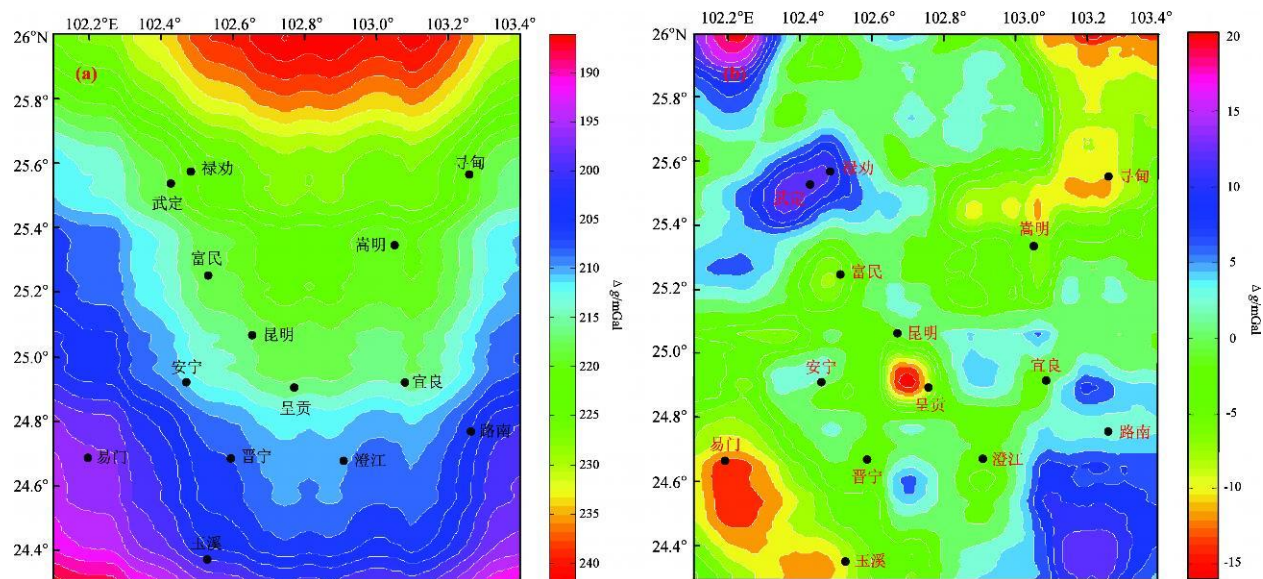 102.2°E 102.4° 102.6° 102.8° 103.0° 103.2° 103.4°
26°N
25.8°
25.6°
25.4°
25.2°
25.0°
24.8°
24.6°
24.4°
(a)
禄劝
武定
寻甸
嵩明
富民
昆明
安宁
呈贡
宜良
路南
易门
晋宁
澄江
玉溪
190
195
200
205
210
215
220
225
230
235
240
Δ g/mGal
102.2°E 102.4° 102.6° 102.8° 103.0° 103.2 103.4°
26°N
25.8°
25.6°
25.4°
25.2°
25.0°
24.8°
24.6°
24.4°
(b)
禄劝
武定
寻甸
嵩明
富民
昆明
安宁
呈贡
宜良
路南
易门
晋宁
澄江
玉溪
20
15
10
5
0
-5
-10
-15
Δ g/mGal